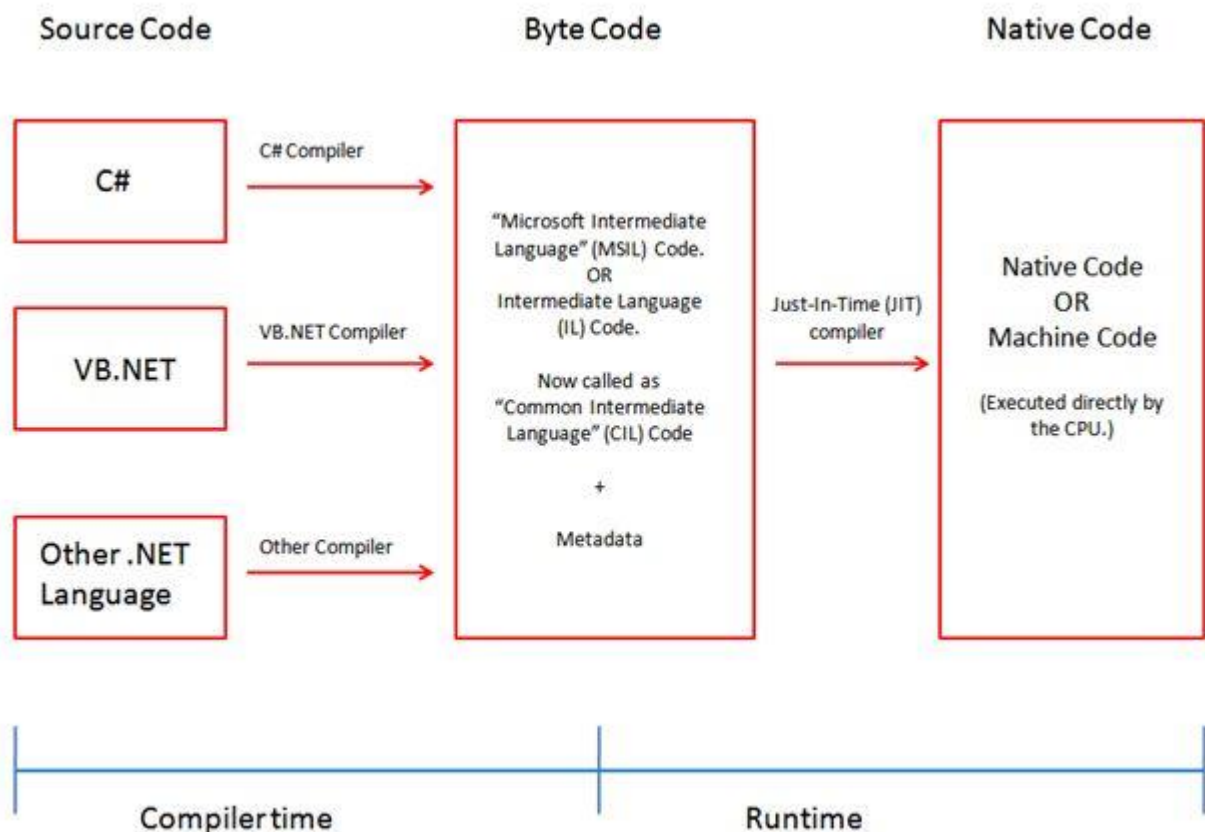 Source Code
Byte Code
Native Code
C#
C# Compiler
VB.NET
VB.NET Compiler
Other .NET
Language
Other Compiler
“Microsoft Intermediate
Language” (MSIL) Code.
OR
Intermediate Language
(IL) Code.
Now called as
“Common Intermediate
Language” (CIL) Code
+
Metadata
Just-In-Time (JIT)
compiler
Native Code
OR
Machine Code
(Executed directly by
the CPU.)
Compiler time
Runtime